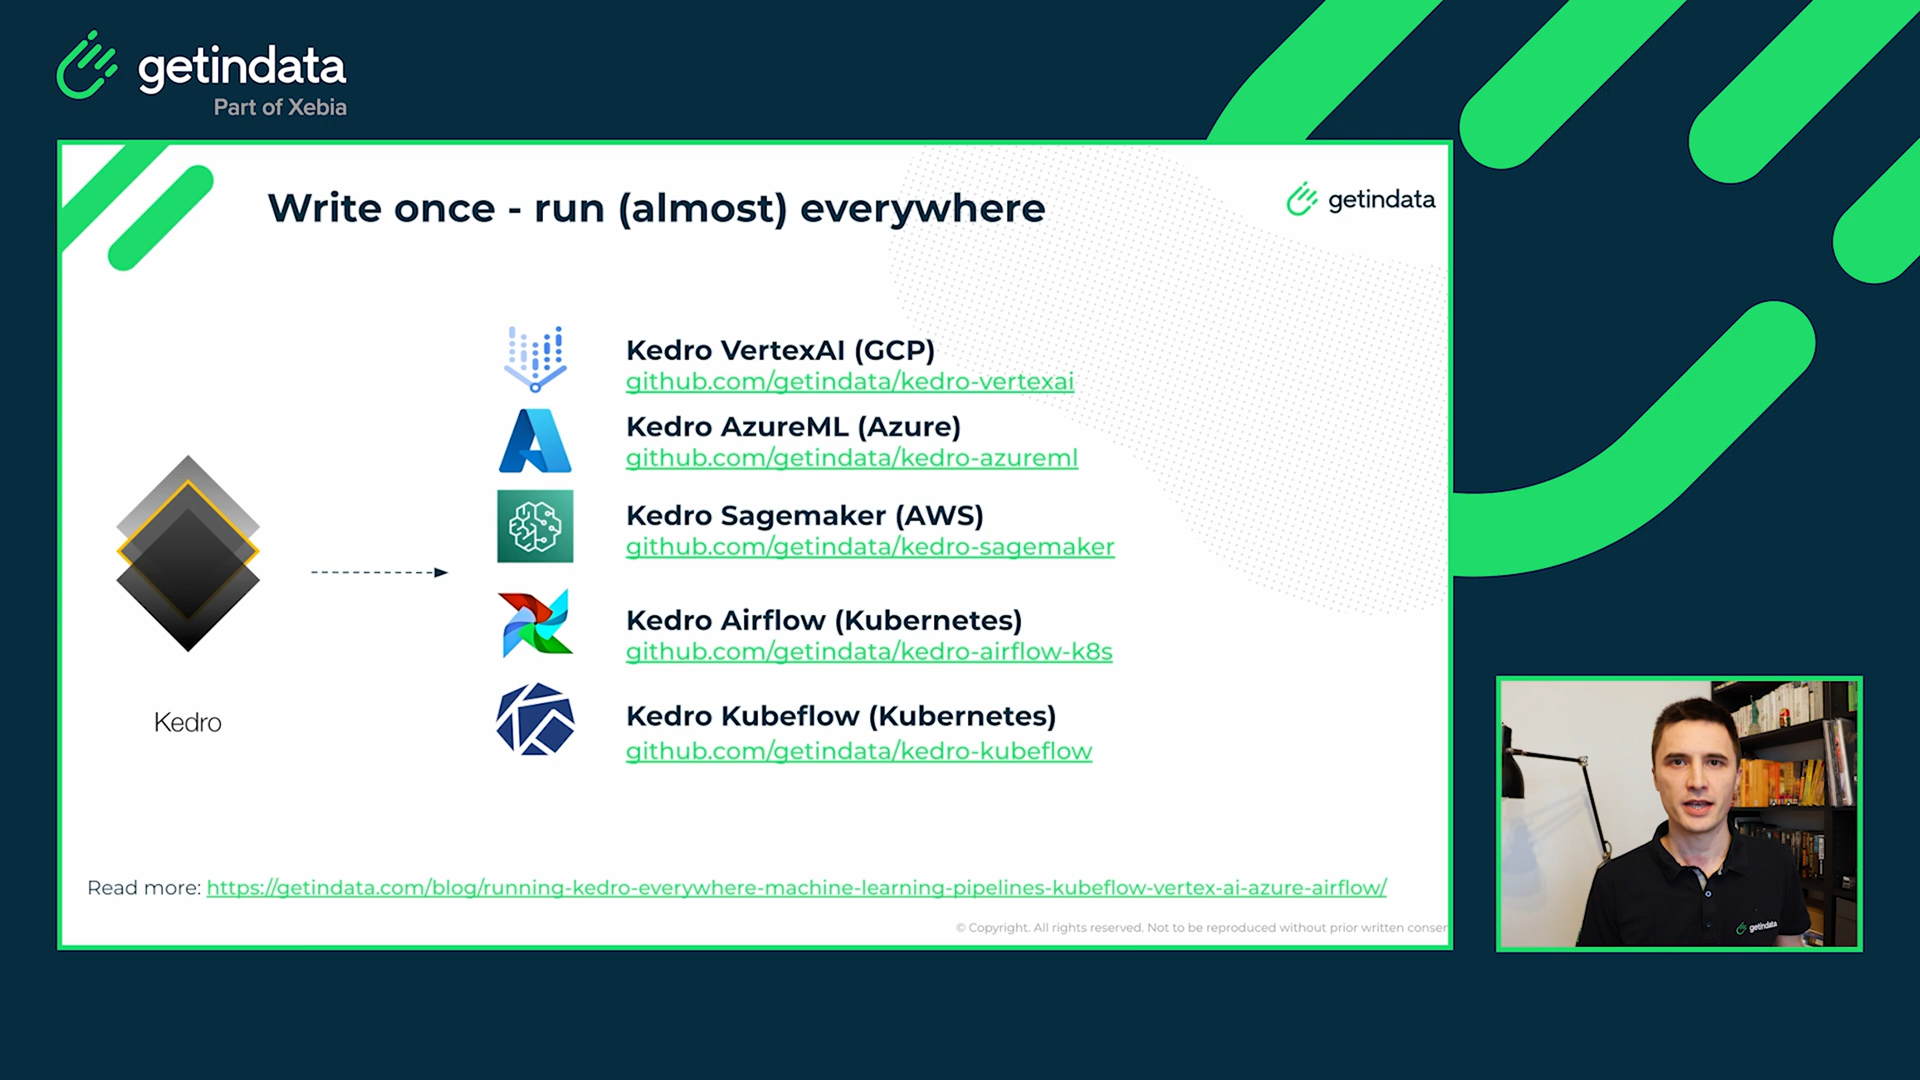 getindata
Part of Xebia
Write once - run (almost) everywhere
getindata
Kedro VertexAI (GCP)
github.com/getindata/kedro-vertexai
Kedro AzureML (Azure)
github.com/getindata/kedro-azureml
Kedro Sagemaker (AWS)
github.com/getindata/kedro-sagemaker
Kedro Airflow (Kubernetes)
github.com/getindata/kedro-airflow-k8s
Kedro Kubeflow (Kubernetes)
github.com/getindata/kedro-kubeflow
Kedro
Read more: https://getindata.com/blog/running-kedro-everywhere-machine-learning-pipelines-kubeflow-vertex-ai-azure-airflow/
© Copyright. All rights reserved. Not to be reproduced without prior written conser
getindata